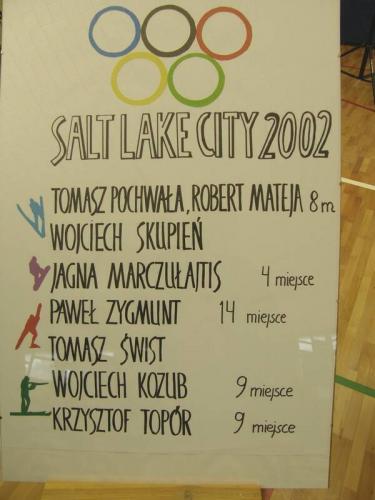 SALT LAKE CITY 2002
TOMASZ POCHWAŁA, ROBERT MATEJA 8 m
WOJCIECH SKUPIEŃ
JAGNA MARCZUŁAJTIS 4 miejsce
PAWEŁ ZYGMUNT 14 miejsce
TOMASZ ŚWIST
WOJCIECH KOZUB 9 miejsce
KRZYSZTOF TOPÓR 9 miejsce